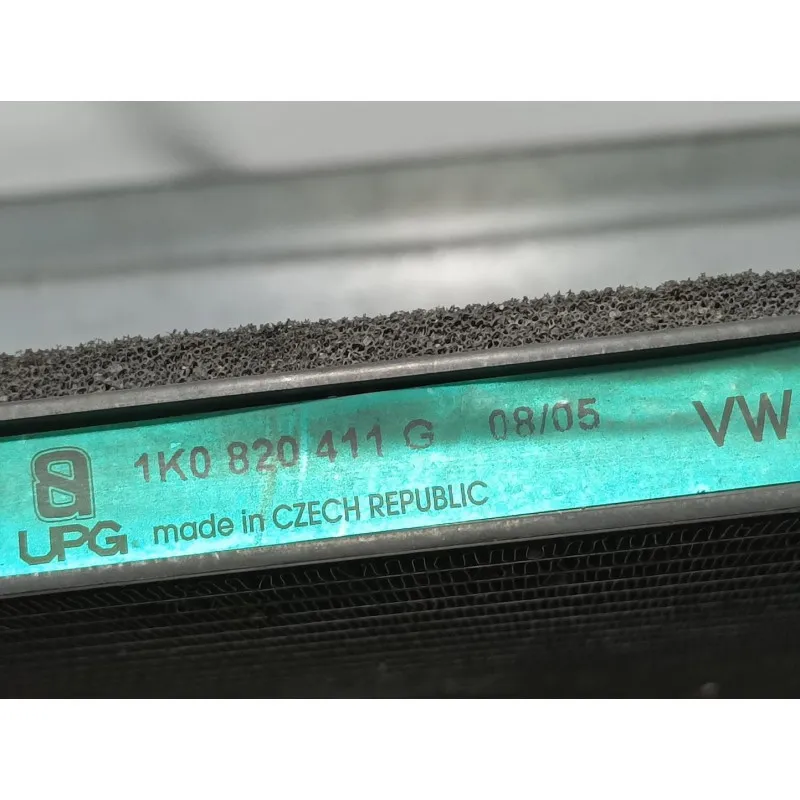 1K0 820 411 G 08/05 VW
UPG made in CZECH REPUBLIC